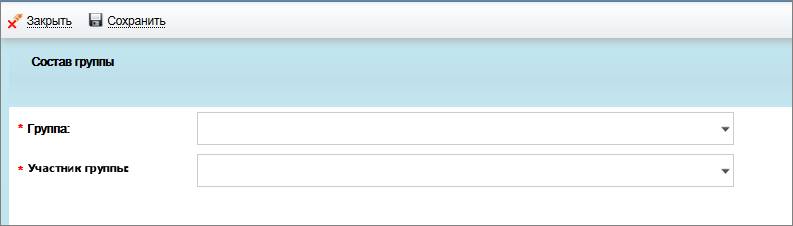 Закрыть Сохранить
Состав группы
* Группа:
* Участник группы: